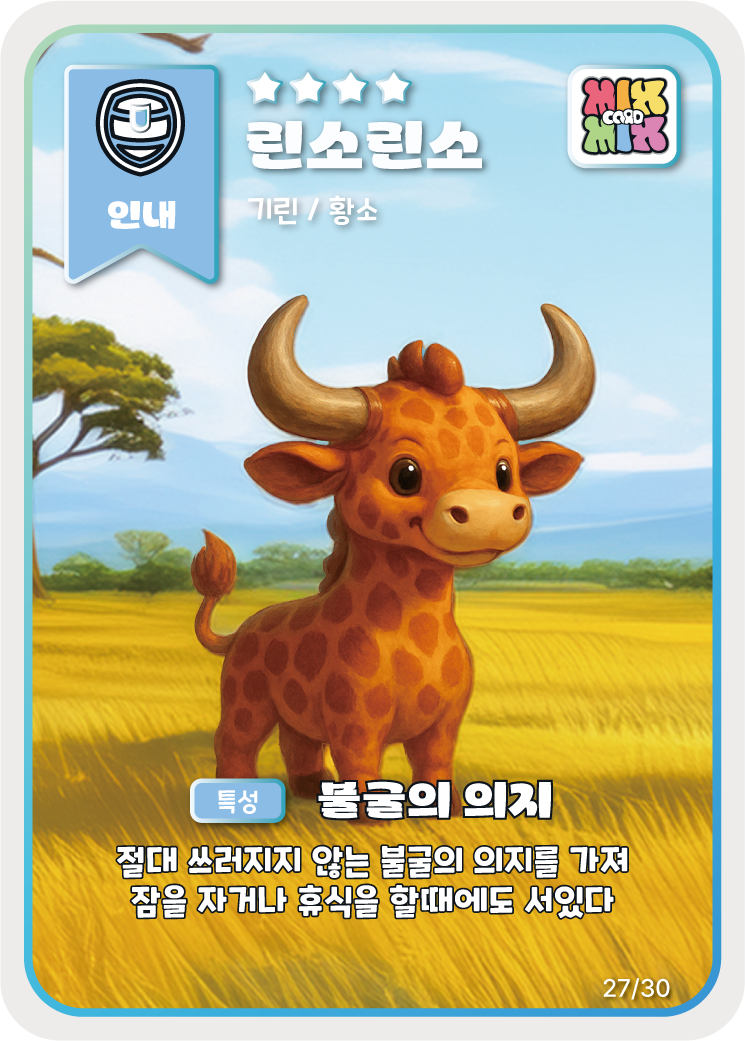 인내
린소린소
기린 / 황소
MIX
CARD
MIX
특성
불굴의 의지
절대 쓰러지지 않는 불굴의 의지를 가져
잠을 자거나 휴식을 할때에도 서있다
27/30